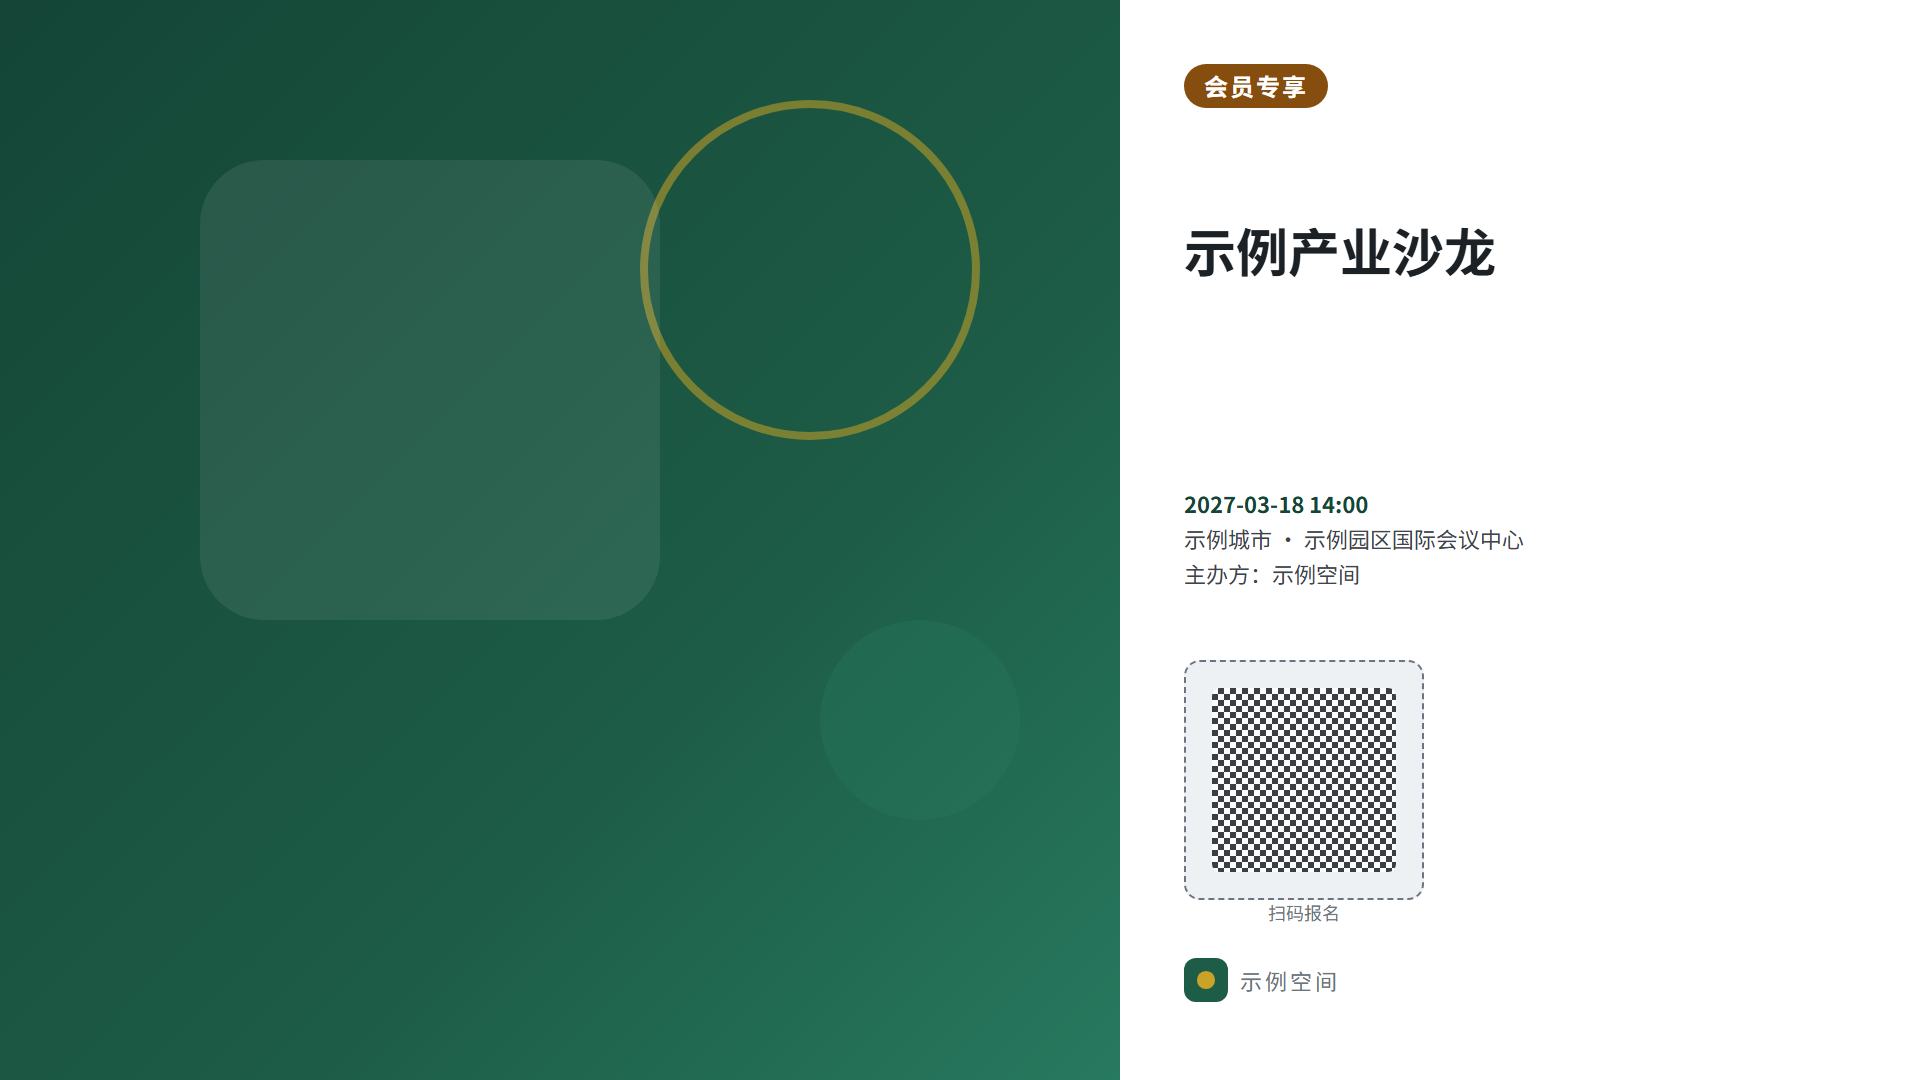 会员专享
示例产业沙龙
2027-03-18 14:00
示例城市 · 示例园区国际会议中心
主办方：示例空间
扫码报名
示例空间